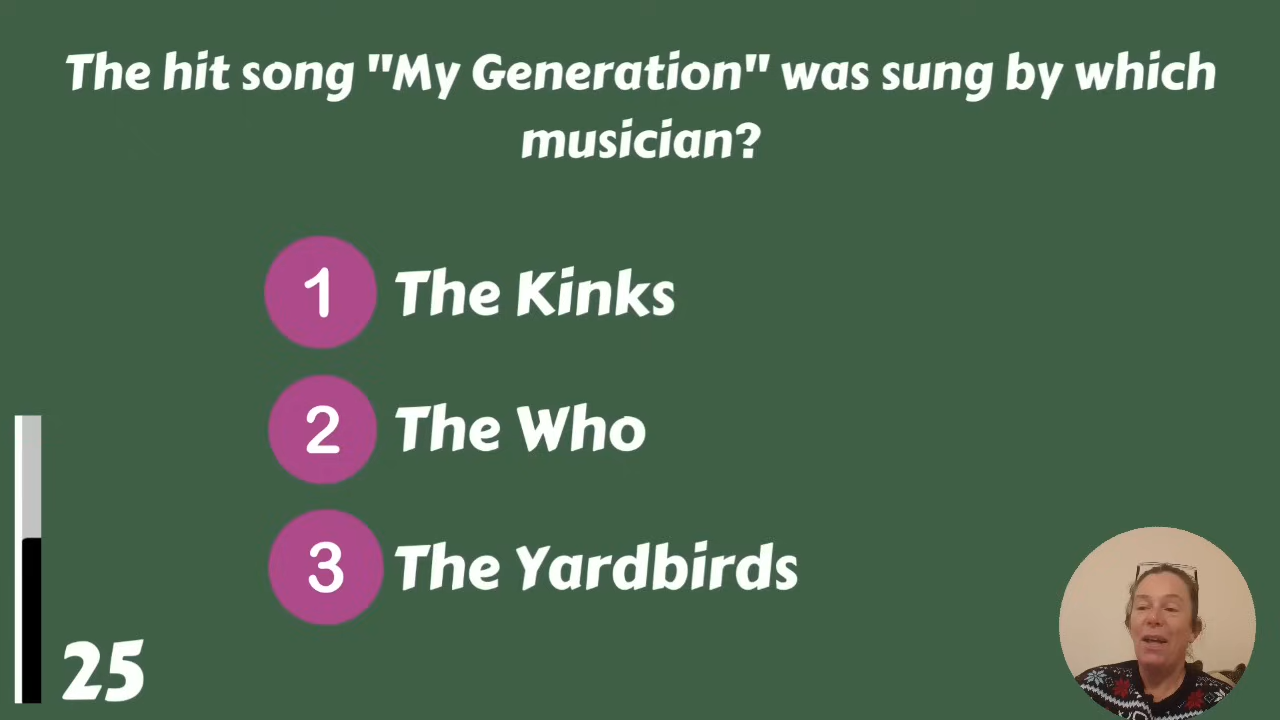 The hit song "My Generation" was sung by which
musician?
1 The Kinks
2 The Who
3 The Yardbirds
25